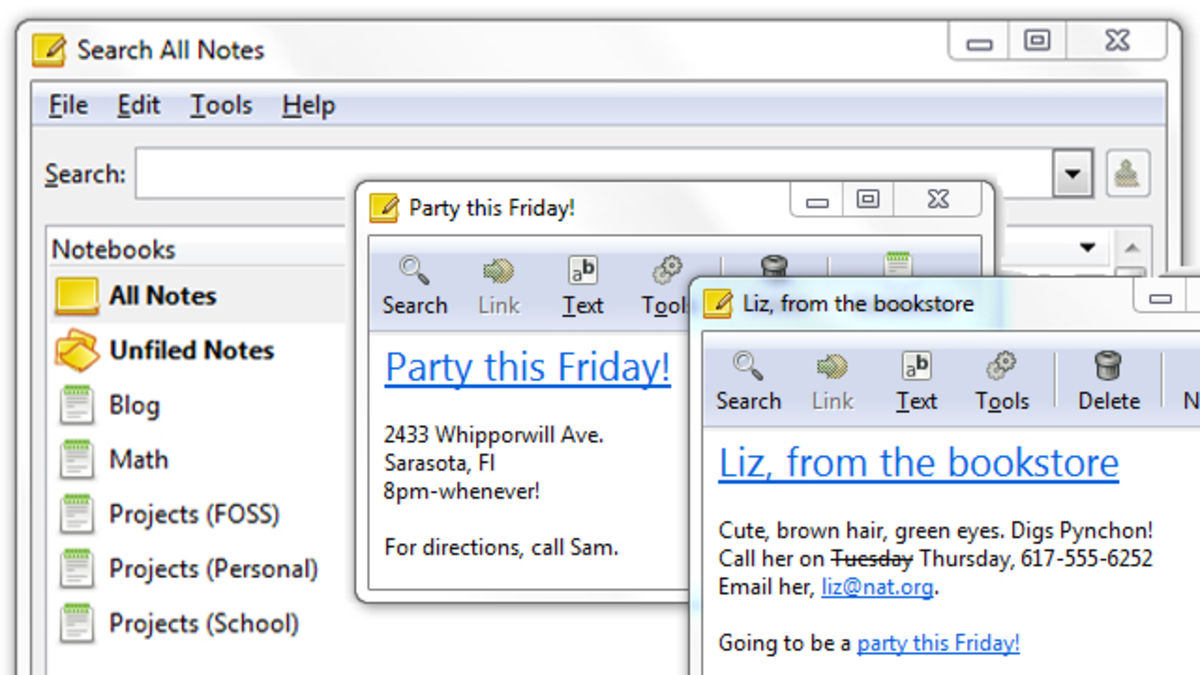 Search All Notes
File Edit Tools Help
Search:
Notebooks
All Notes
Unfiled Notes
Blog
Math
Projects (FOSS)
Projects (Personal)
Projects (School)
Party this Friday!
Search Link Text Tools
Party this Friday!
2433 Whipporwill Ave.
Sarasota, Fl
8pm-whenever!
For directions, call Sam.
Liz, from the bookstore
Search Link Text Tools Delete N
Liz, from the bookstore
Cute, brown hair, green eyes. Digs Pynchon!
Call her on Tuesday Thursday, 617-555-6252
Email her, liz@nat.org.
Going to be a party this Friday!